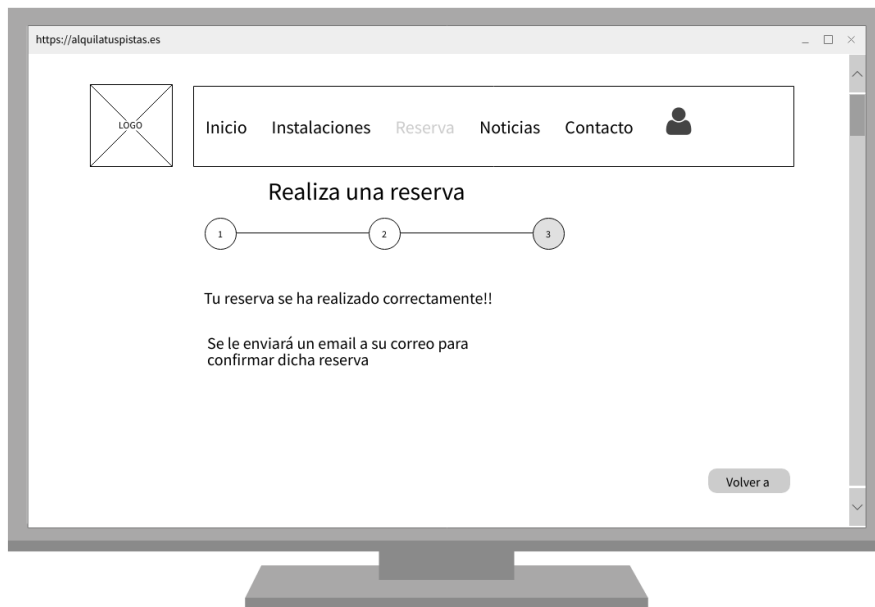 https://alquilatuspistas.es
LOGO
Inicio Instalaciones Reserva Noticias Contacto
Realiza una reserva
1 2 3
Tu reserva se ha realizado correctamente!!
Se le enviará un email a su correo para
confirmar dicha reserva
Volver a